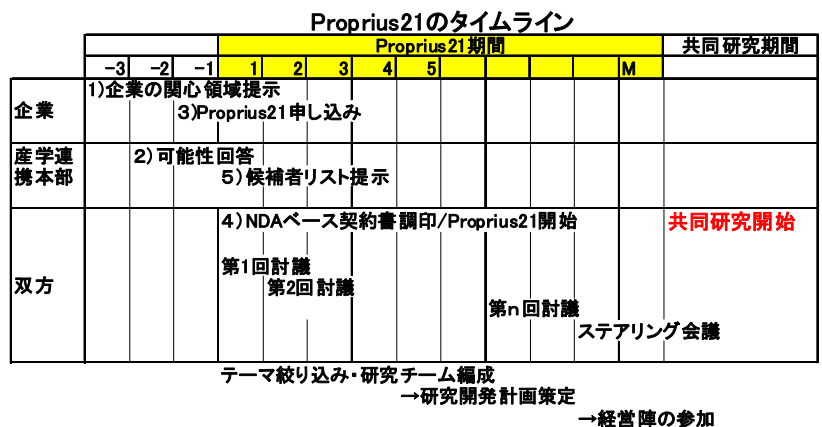 Proprius21のタイムライン
Proprius21期間 共同研究期間
-3 -2 -1 1 2 3 4 5 M
1)企業の関心領域提示
企業
3)Proprius21申し込み
産学連携本部
2)可能性回答
5)候補者リスト提示
4)NDAベース契約書調印/Proprius21開始 共同研究開始
第1回討議
双方
第2回討議
第n回討議
ステアリング会議
テーマ絞り込み・研究チーム編成
→研究開発計画策定
→経営陣の参加